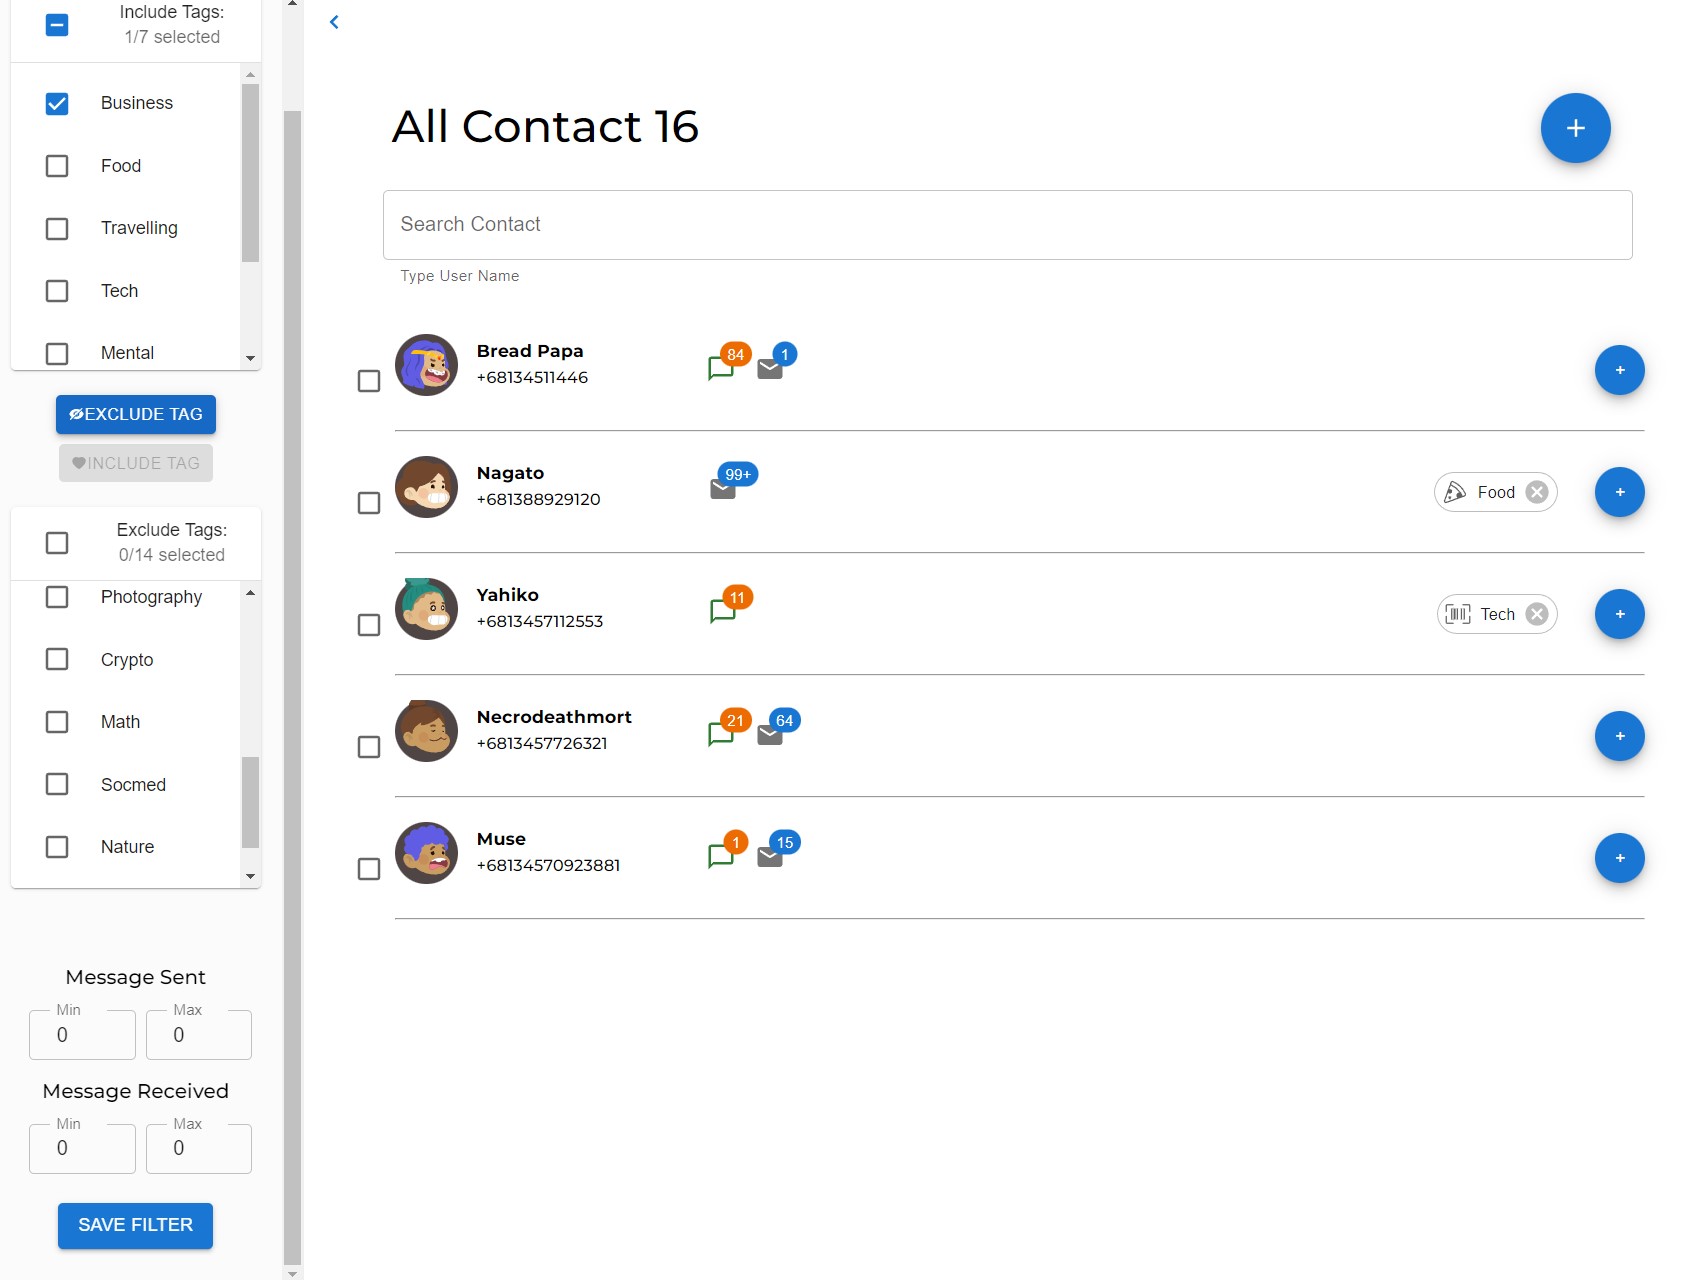 Include Tags:
1/7 selected
Business
Food
Travelling
Tech
Mental
EXCLUDE TAG
INCLUDE TAG
Exclude Tags:
0/14 selected
Photography
Crypto
Math
Socmed
Nature
Message Sent
Min
0
Max
0
Message Received
Min
0
Max
0
SAVE FILTER
All Contact 16
+
Search Contact
Type User Name
Bread Papa
+68134511446
84
1
+
Nagato
+681388929120
99+
Food
+
Yahiko
+6813457112553
11
Tech
+
Necrodeathmort
+6813457726321
21
64
+
Muse
+68134570923881
1
15
+